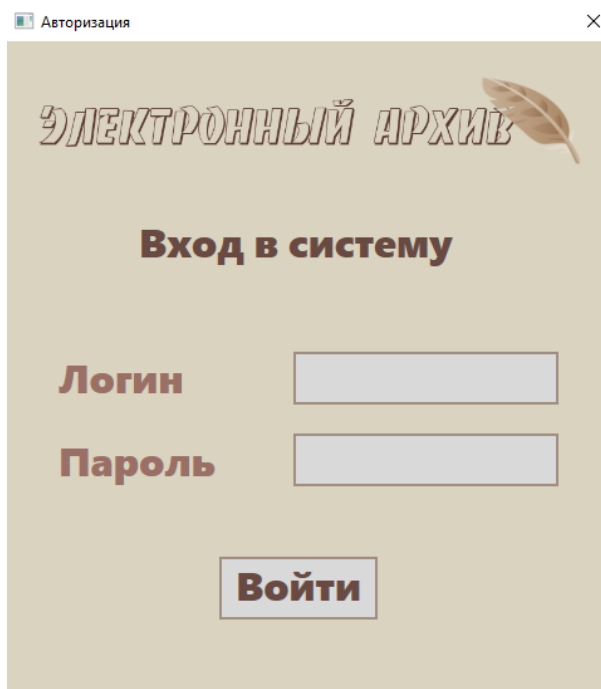 Авторизация
ЭЛЕКТРОННЫЙ АРХИВ
Вход в систему
Логин
Пароль
Войти